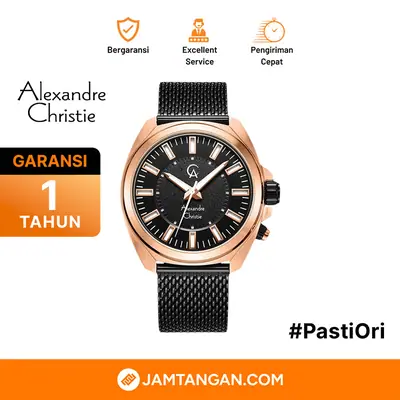 Bergaransi
Excellent
Service
Pengiriman
Cepat
Alexandre
Christie
GARANSI
1
TAHUN
Alexandre
Christie
#PastiOri
JAMTANGAN.COM